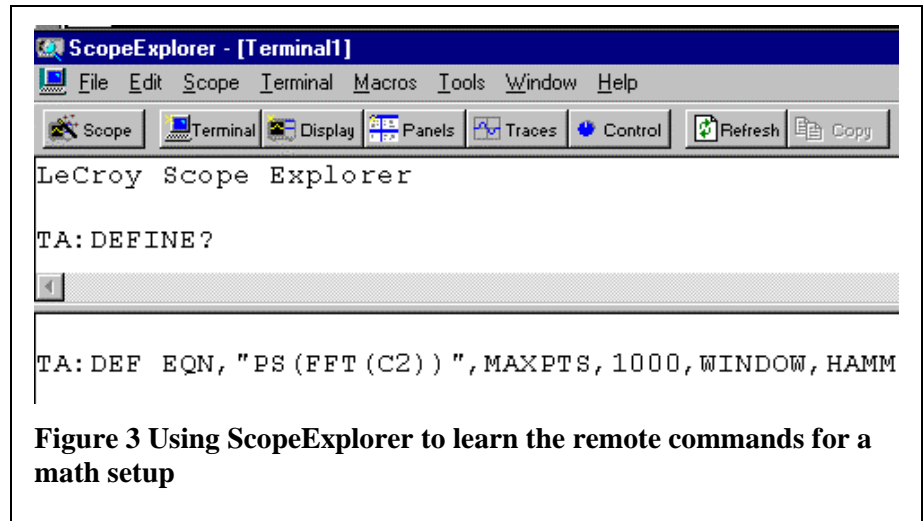 ScopeExplorer - [Terminal1]
File Edit Scope Terminal Macros Tools Window Help
Scope Terminal Display Panels Traces Control Refresh Copy
LeCroy Scope Explorer
TA:DEFINE?
TA:DEF EQN,"PS(FFT(C2))",MAXPTS,1000,WINDOW,HAMM
Figure 3 Using ScopeExplorer to learn the remote commands for a
math setup